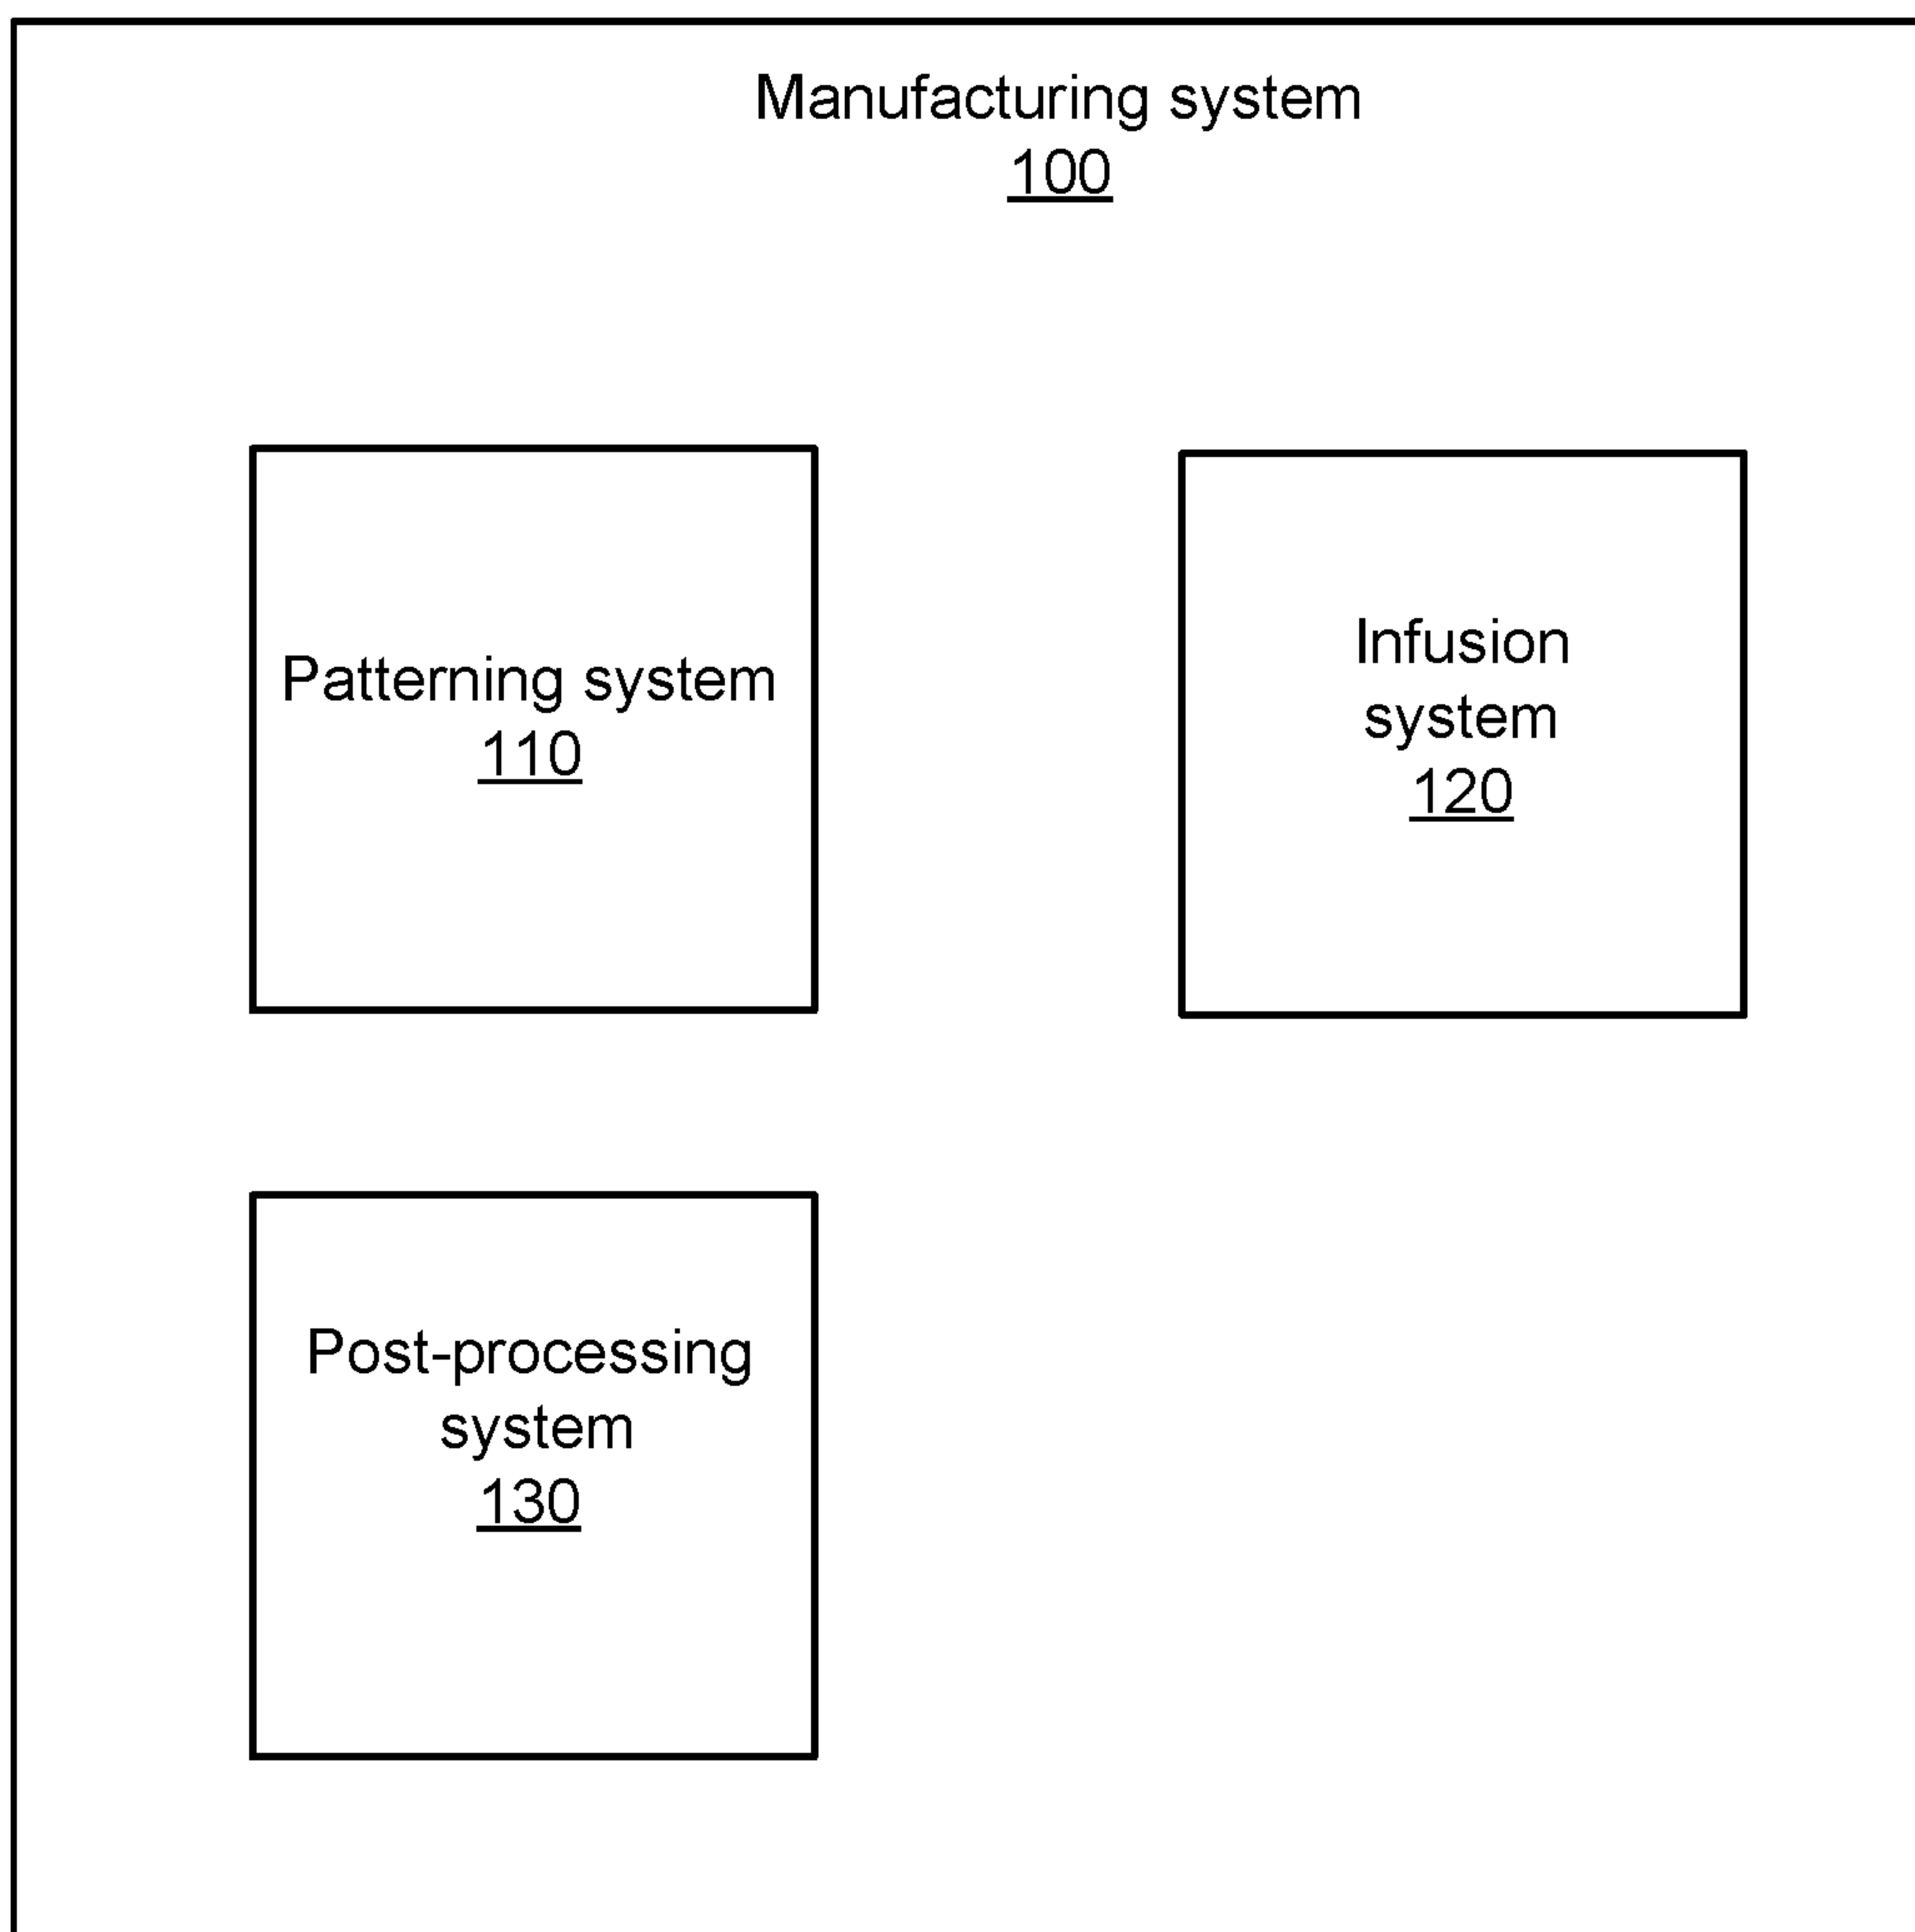 Manufacturing system
100
Patterning system
110
Infusion
system
120
Post-processing
system
130